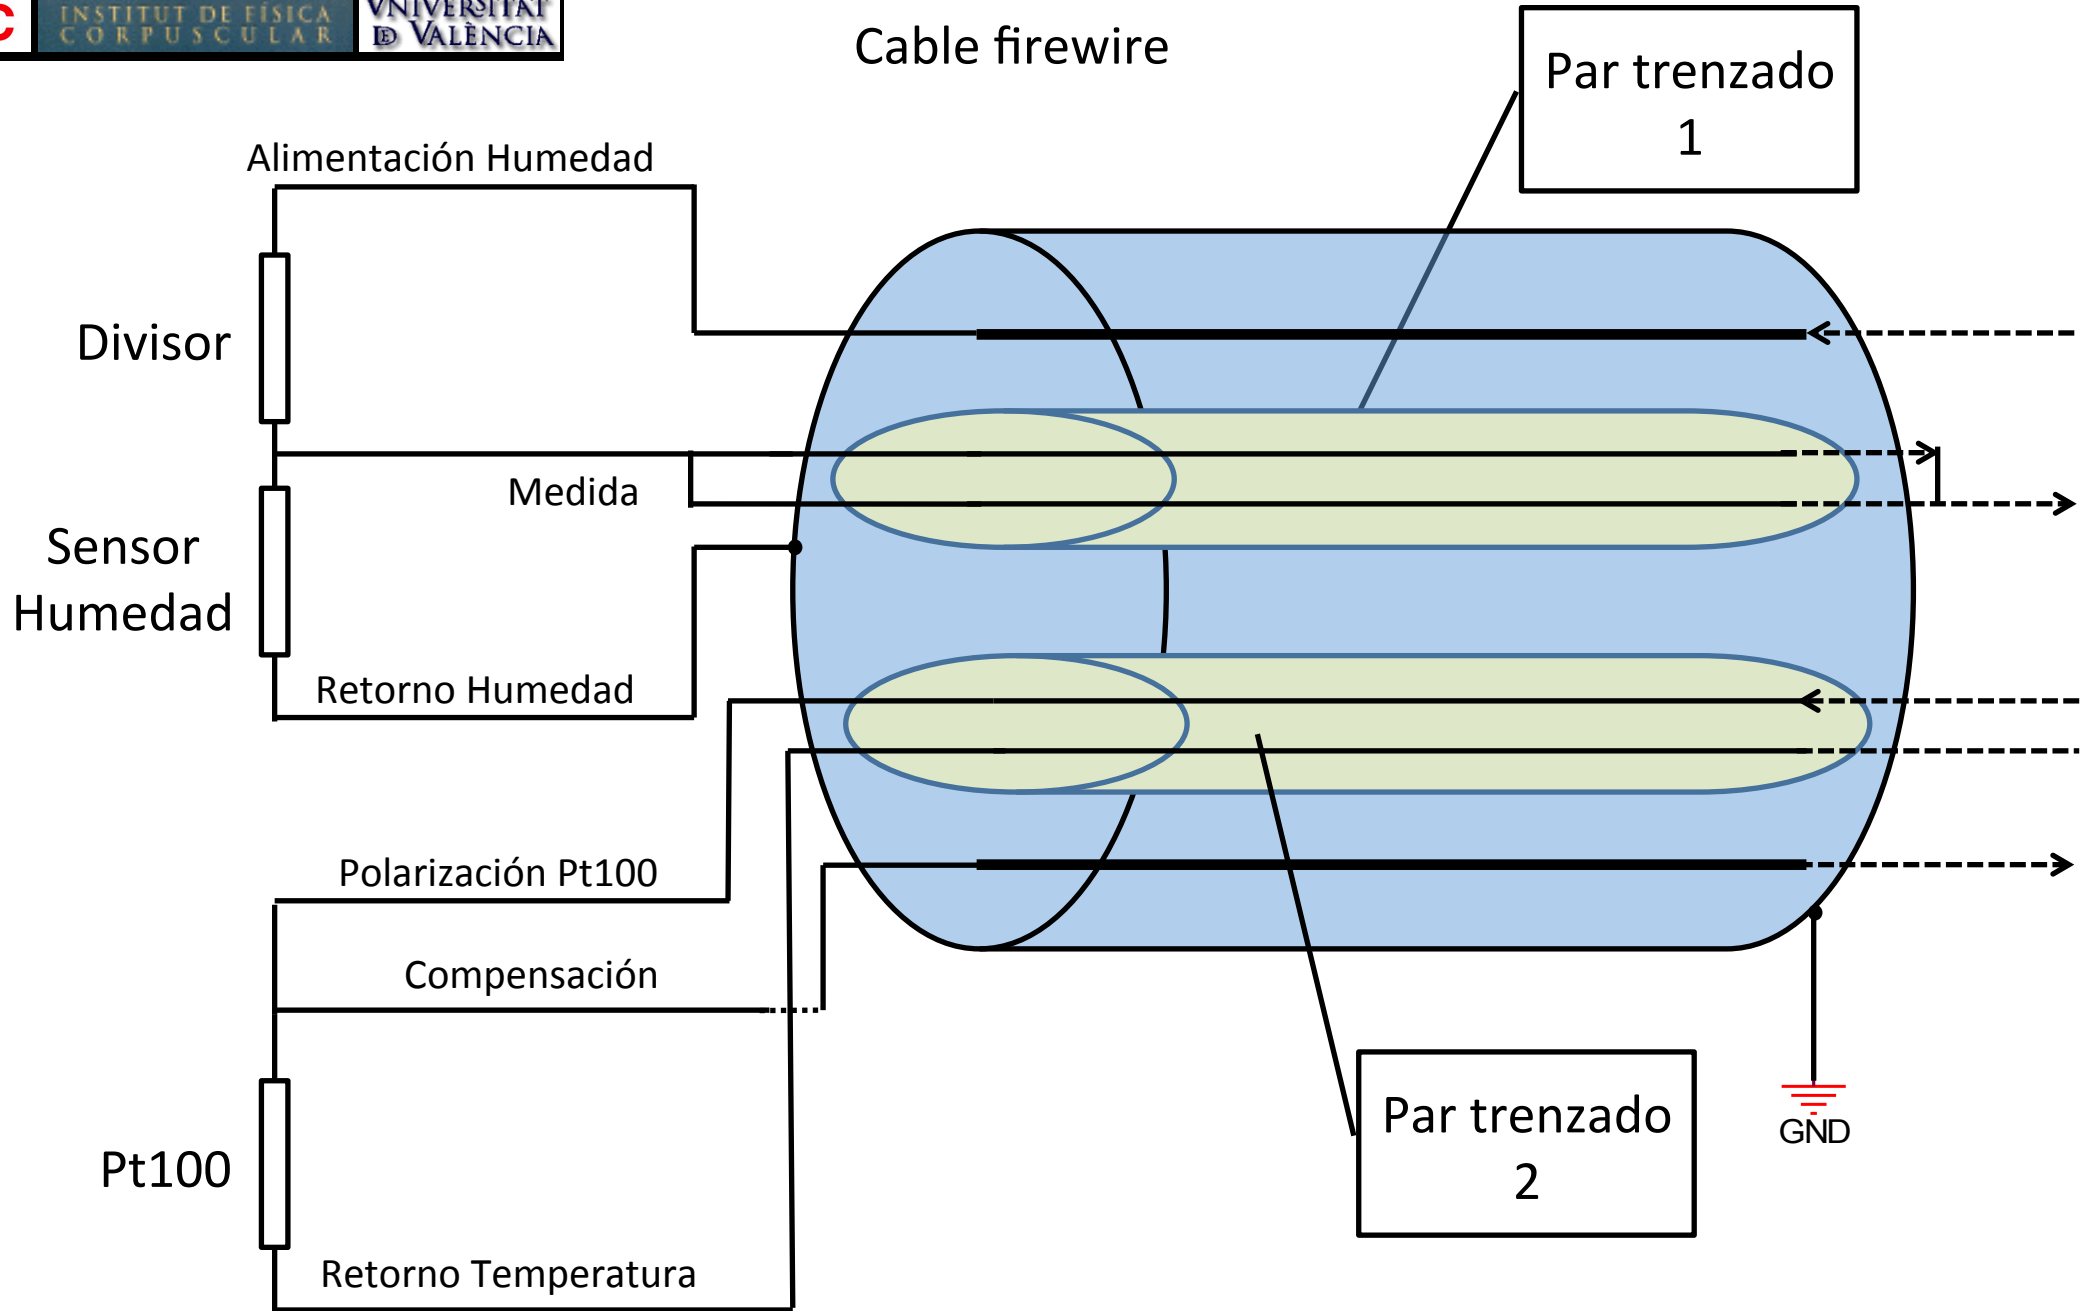 C
INSTITUT DE FÍSICA
CORPUSCULAR
VNIVERSITAT
ID VALÈNCIA
Cable firewire
Par trenzado
1
Alimentación Humedad
Divisor
Medida
Sensor
Humedad
Retorno Humedad
Polarización Pt100
Compensación
Pt100
Par trenzado
2
GND
Retorno Temperatura